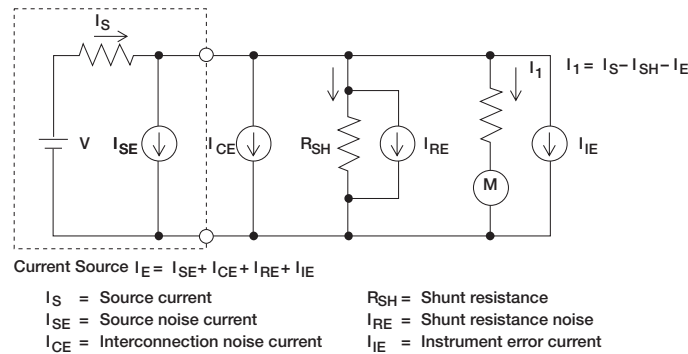 I_S
V
I_SE
I_CE
R_SH
I_RE
I_1
M
I_IE
I_1 = I_S – I_SH – I_E
Current Source I_E = I_SE + I_CE + I_RE + I_IE
I_S = Source current
I_SE = Source noise current
I_CE = Interconnection noise current
R_SH = Shunt resistance
I_RE = Shunt resistance noise
I_IE = Instrument error current